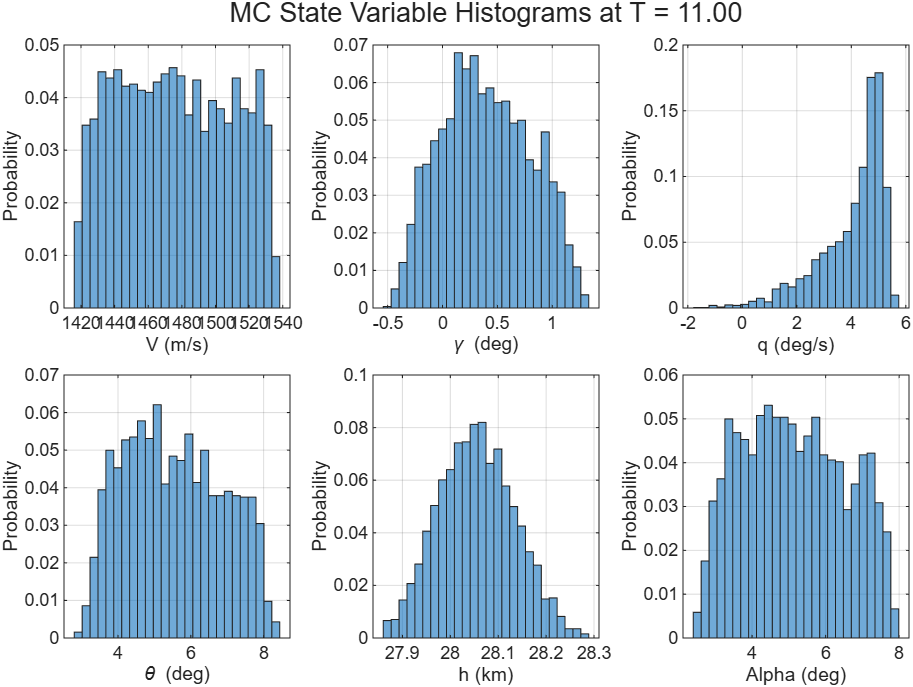 MC State Variable Histograms at T = 11.00
0.05
0.04
0.03
0.02
0.01
0
Probability
1420 1440 1460 1480 1500 1520 1540
V (m/s)
0.07
0.06
0.05
0.04
0.03
0.02
0.01
0
Probability
-0.5 0 0.5 1
γ (deg)
0.2
0.15
0.1
0.05
0
Probability
-2 0 2 4 6
q (deg/s)
0.07
0.06
0.05
0.04
0.03
0.02
0.01
0
Probability
4 6 8
θ (deg)
0.1
0.08
0.06
0.04
0.02
0
Probability
27.9 28 28.1 28.2 28.3
h (km)
0.06
0.05
0.04
0.03
0.02
0.01
0
Probability
4 6 8
Alpha (deg)